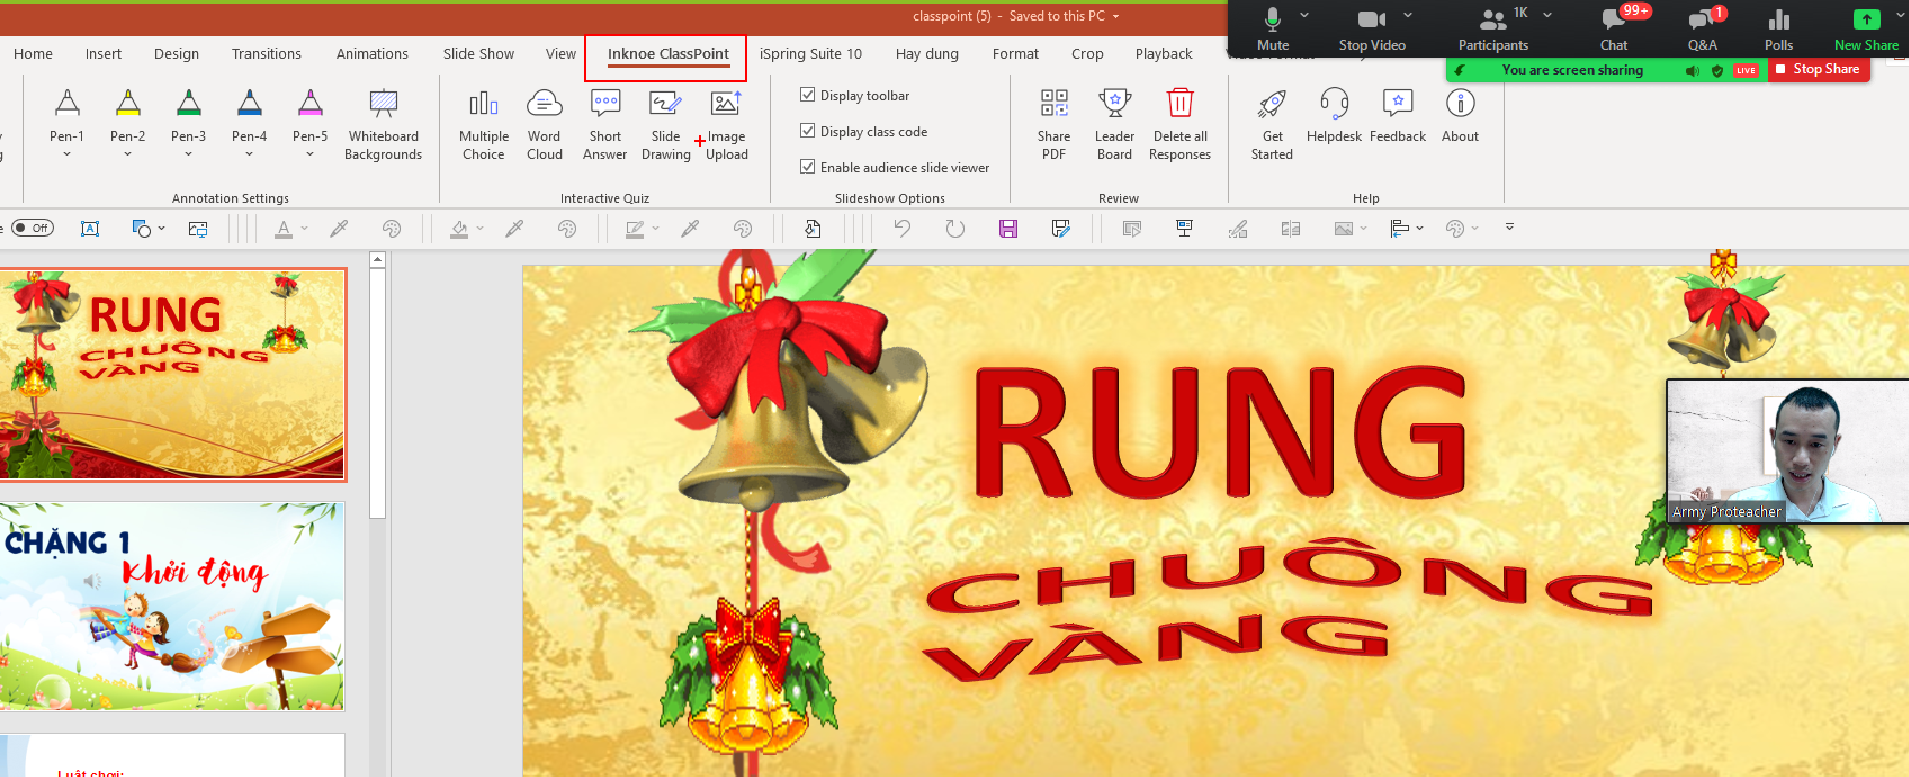 classpoint (5) - Saved to this PC
Mute
Stop Video
1K
Participants
99+
Chat
1
Q&A
Polls
New Share
You are screen sharing
LIVE
Stop Share
Home
Insert
Design
Transitions
Animations
Slide Show
View
Inknoe ClassPoint
iSpring Suite 10
Hay dung
Format
Crop
Playback
Pen-1
Pen-2
Pen-3
Pen-4
Pen-5
Whiteboard
Backgrounds
Annotation Settings
Multiple
Choice
Word
Cloud
Short
Answer
Slide
Drawing
Image
Upload
Interactive Quiz
Display toolbar
Display class code
Enable audience slide viewer
Slideshow Options
Share
PDF
Leader
Board
Delete all
Responses
Review
Get
Started
Helpdesk
Feedback
About
Help
Off
RUNG
CHUÔNG
VÀNG
CHẶNG 1
Khởi động
Luật chơi:
RUNG
CHUÔNG
VÀNG
Army Proteacher